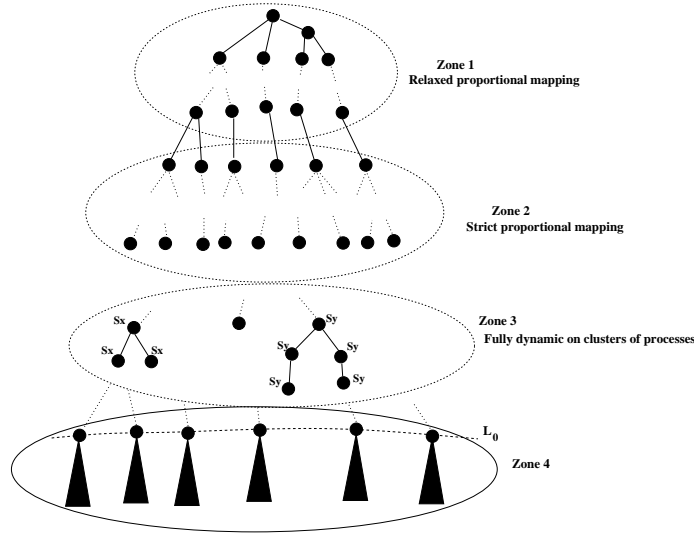 Zone 1
Relaxed proportional mapping
Zone 2
Strict proportional mapping
Zone 3
Fully dynamic on clusters of processes
Sx
Sy
Sx
Sx
Sy
Sy
Sy
Sy
L0
Zone 4